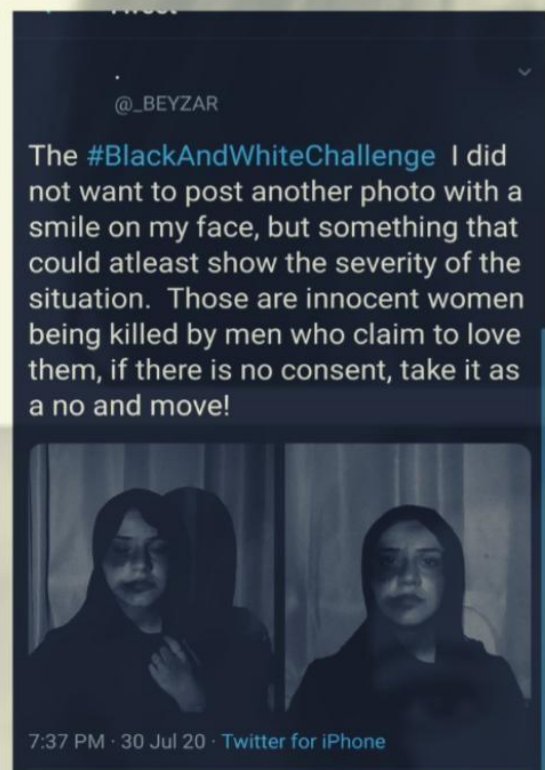 .
@_BEYZAR
The #BlackAndWhiteChallenge I did
not want to post another photo with a
smile on my face, but something that
could atleast show the severity of the
situation. Those are innocent women
being killed by men who claim to love
them, if there is no consent, take it as
a no and move!
7:37 PM · 30 Jul 20 · Twitter for iPhone